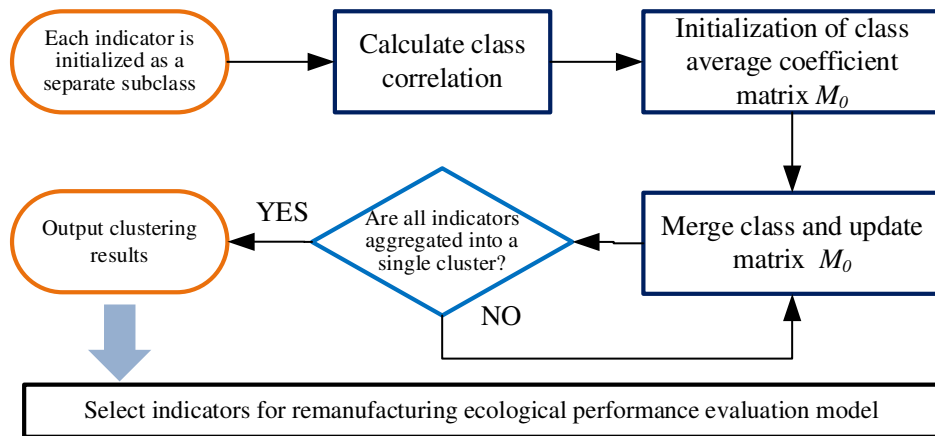 Each indicator is
initialized as a
separate subclass
Calculate class
correlation
Initialization of class
average coefficient
matrix M0
Merge class and update
matrix M0
Are all indicators
aggregated into a
single cluster?
YES
NO
Output clustering
results
Select indicators for remanufacturing ecological performance evaluation model